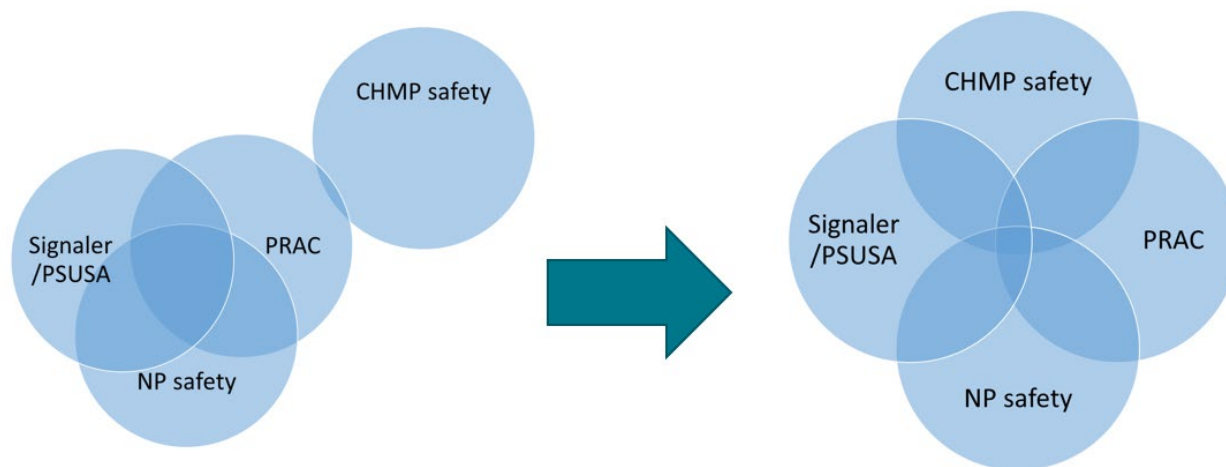 CHMP safety
Signaler
/PSUSA
PRAC
NP safety
CHMP safety
Signaler
/PSUSA
PRAC
NP safety